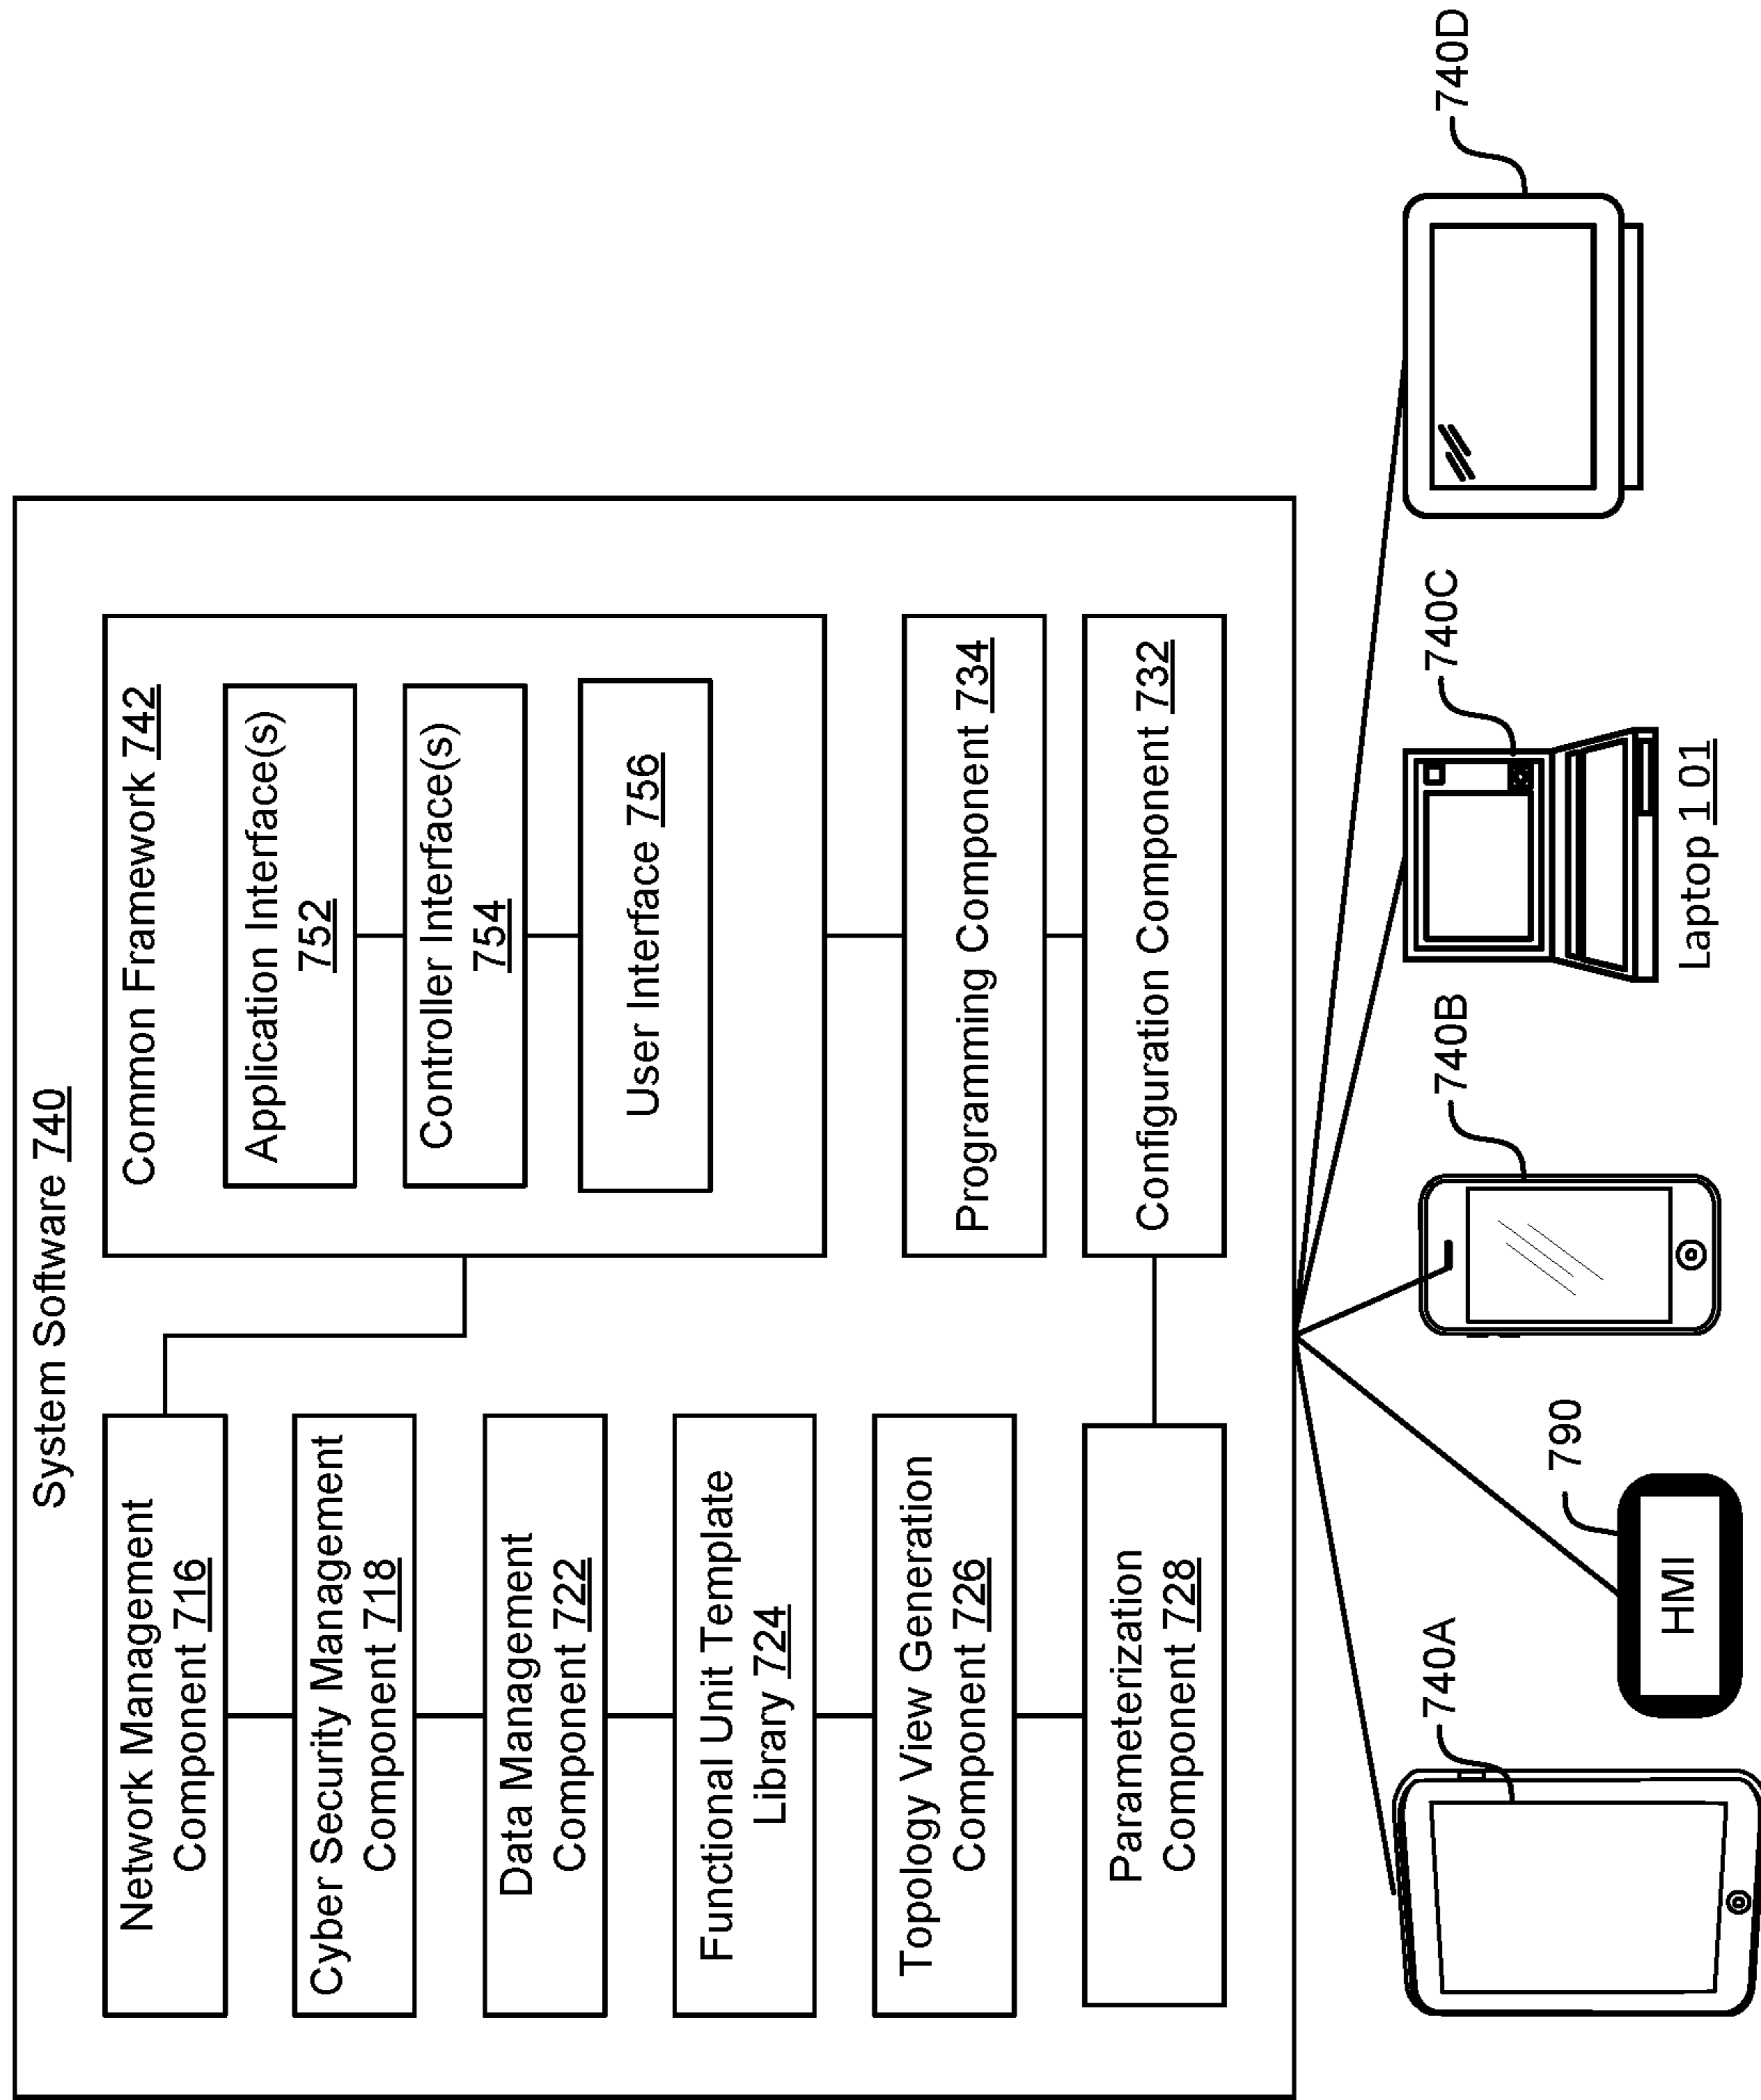 System Software 740
Network Management
Component 716
Cyber Security Management
Component 718
Data Management
Component 722
Functional Unit Template
Library 724
Topology View Generation
Component 726
Parameterization
Component 728
Common Framework 742
Application Interface(s)
752
Controller Interface(s)
754
User Interface 756
Programming Component 734
Configuration Component 732
740A
HMI
790
740B
740C
Laptop 1 01
740D